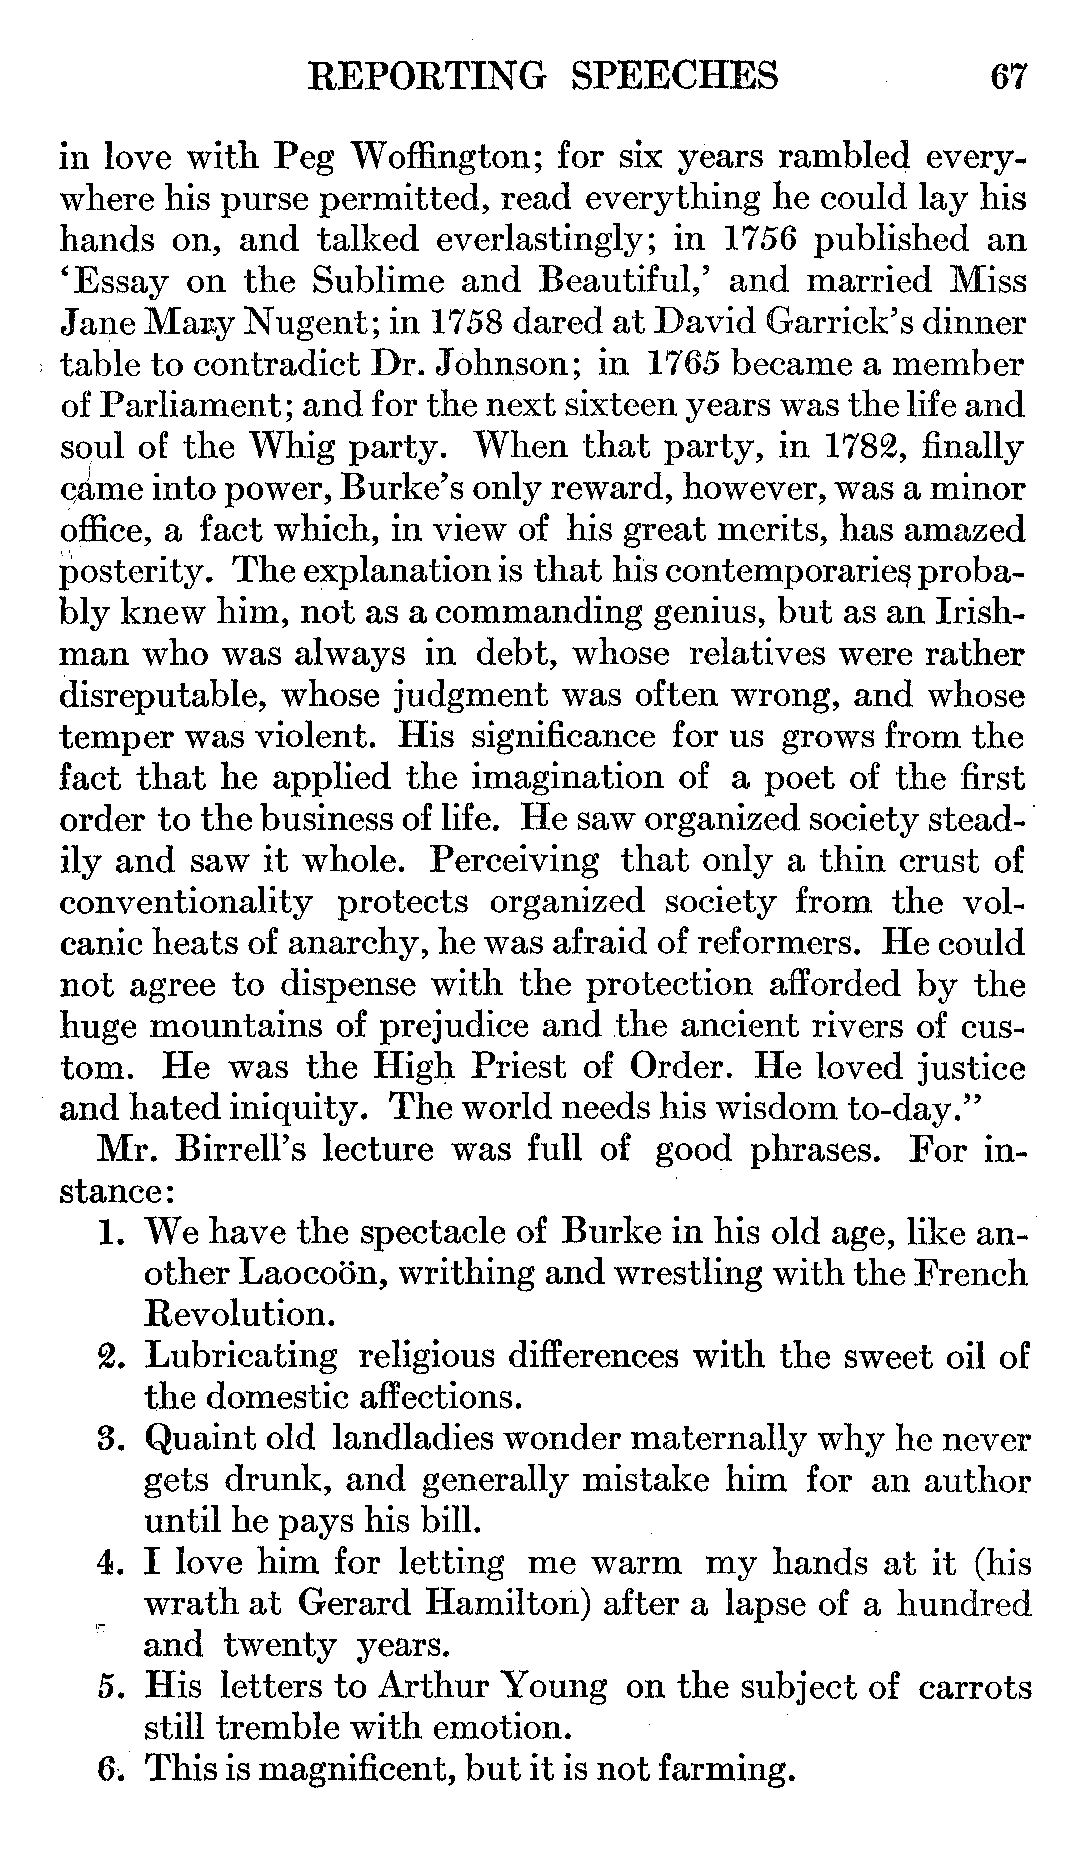 REPORTING SPEECHES 67
in love with Peg Woffington; for six years rambled every-
where his purse permitted, read everything he could lay his
hands on, and talked everlastingly; in 1756 published an
‘Essay on the Sublime and Beautiful,’ and married Miss
Jane Mary Nugent; in 1758 dared at David Garrick’s dinner
table to contradict Dr. Johnson; in 1765 became a member
of Parliament; and for the next sixteen years was the life and
soul of the Whig party. When that party, in 1782, finally
came into power, Burke’s only reward, however, was a minor
office, a fact which, in view of his great merits, has amazed
posterity. The explanation is that his contemporaries proba-
bly knew him, not as a commanding genius, but as an Irish-
man who was always in debt, whose relatives were rather
disreputable, whose judgment was often wrong, and whose
temper was violent. His significance for us grows from the
fact that he applied the imagination of a poet of the first
order to the business of life. He saw organized society stead-
ily and saw it whole. Perceiving that only a thin crust of
conventionality protects organized society from the vol-
canic heats of anarchy, he was afraid of reformers. He could
not agree to dispense with the protection afforded by the
huge mountains of prejudice and the ancient rivers of cus-
tom. He was the High Priest of Order. He loved justice
and hated iniquity. The world needs his wisdom to-day.”
Mr. Birrell’s lecture was full of good phrases. For in-
stance:
1. We have the spectacle of Burke in his old age, like an-
other Laocoön, writhing and wrestling with the French
Revolution.
2. Lubricating religious differences with the sweet oil of
the domestic affections.
3. Quaint old landladies wonder maternally why he never
gets drunk, and generally mistake him for an author
until he pays his bill.
4. I love him for letting me warm my hands at it (his
wrath at Gerard Hamilton) after a lapse of a hundred
and twenty years.
5. His letters to Arthur Young on the subject of carrots
still tremble with emotion.
6. This is magnificent, but it is not farming.